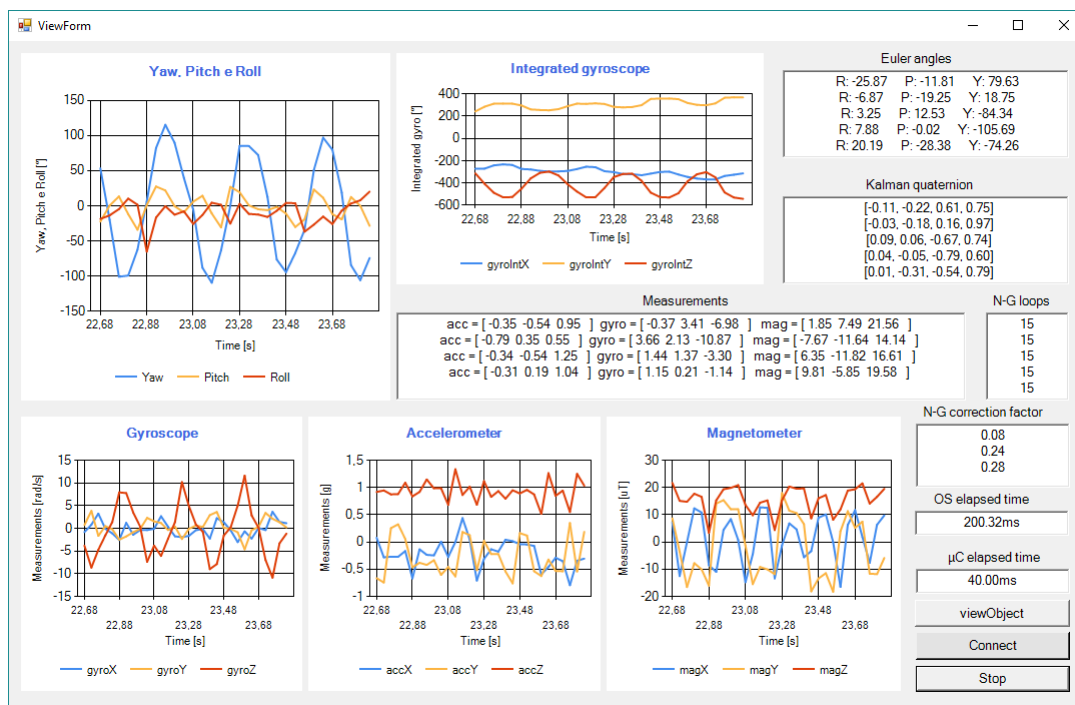 ViewForm
Yaw, Pitch e Roll
150
100
50
0
-50
-100
-150
Yaw, Pitch e Roll [°]
22,68 22,88 23,08 23,28 23,48 23,68
Time [s]
Yaw Pitch Roll
Integrated gyroscope
400
200
0
-200
-400
-600
Integrated gyro [°]
22,68 22,88 23,08 23,28 23,48 23,68
Time [s]
gyroIntX gyroIntY gyroIntZ
Euler angles
R: -25.87 P: -11.81 Y: 79.63
R: -6.87 P: -19.25 Y: 18.75
R: 3.25 P: 12.53 Y: -84.34
R: 7.88 P: -0.02 Y: -105.69
R: 20.19 P: -28.38 Y: -74.26
Kalman quaternion
[-0.11, -0.22, 0.61, 0.75]
[-0.03, -0.18, 0.16, 0.97]
[0.09, 0.06, -0.67, 0.74]
[0.04, -0.05, -0.79, 0.60]
[0.01, -0.31, -0.54, 0.79]
Measurements
acc = [ -0.35 -0.54 0.95 ] gyro = [ -0.37 3.41 -6.98 ] mag = [ 1.85 7.49 21.56 ]
acc = [ -0.79 0.35 0.55 ] gyro = [ 3.66 2.13 -10.87 ] mag = [ -7.67 -11.64 14.14 ]
acc = [ -0.34 -0.54 1.25 ] gyro = [ 1.44 1.37 -3.30 ] mag = [ 6.35 -11.82 16.61 ]
acc = [ -0.31 0.19 1.04 ] gyro = [ 1.15 0.21 -1.14 ] mag = [ 9.81 -5.85 19.58 ]
N-G loops
15
15
15
15
15
Gyroscope
15
10
5
0
-5
-10
-15
Measurements [rad/s]
22,68 23,08 23,48
22,88 23,28 23,68
Time [s]
gyroX gyroY gyroZ
Accelerometer
1,5
1
0,5
0
-0,5
-1
Measurements [g]
22,68 23,08 23,48
22,88 23,28 23,68
Time [s]
accX accY accZ
Magnetometer
30
20
10
0
-10
-20
Measurements [uT]
22,68 23,08 23,48
22,88 23,28 23,68
Time [s]
magX magY magZ
N-G correction factor
0.08
0.24
0.28
OS elapsed time
200.32ms
µC elapsed time
40.00ms
viewObject
Connect
Stop